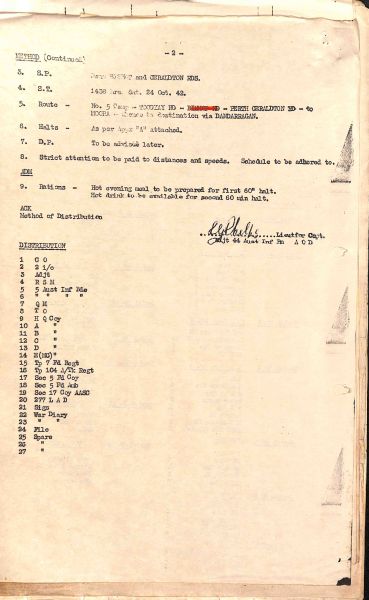 - 2 -
METHOD (Continued)
3. S.P. and GERALDTON RDS.
4. S.T. 1438 hrs. Sat. 24 Oct. 42.
5. Route - No. 5 Camp - TOODYAY RD - RD - PERTH GERALDTON RD - to
MOORA - thence to destination via DANDARRAGAN.
6. Halts - As per Appx "A" attached.
7. D.P. To be advised later.
8. Strict attention to be paid to distances and speeds. Schedule to be adhered to.
ADM
9. Rations - Hot evening meal to be prepared for first 60" halt.
Hot drink to be available for second 60 min halt.
ACK
Method of Distribution
Lieut for Capt.
Adjt 44 Aust Inf Bn A O D
DISTRIBUTION
1 C O
2 2 i/c
3 Adjt
4 R S M
5 5 Aust Inf Bde
6 " " " "
7 Q M
8 T O
9 H Q Coy
10 A "
11 B "
12 C "
13 D "
14 "
15 Tp 7 Fd Regt
16 Tp 104 A/Tk Regt
17 Sec 5 Fd Coy
18 Sec 5 Fd Amb
19 Sec 17 Coy AASC
20 277 L A D
21 Sigs
22 War Diary
23 " "
24 File
25 Spare
26 "
27 "